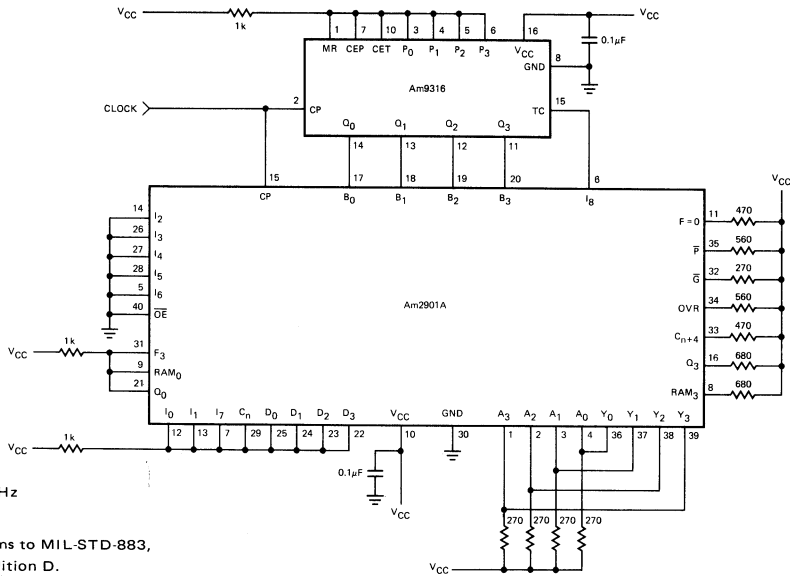 VCC 1k VCC
1 7 10 3 4 5 6 16
MR CEP CET P0 P1 P2 P3 VCC 0.1μF
GND 8
Am9316
CLOCK 2 CP TC 15
Q0 Q1 Q2 Q3
14 13 12 11
15 17 18 19 20 6
CP B0 B1 B2 B3 I8
VCC
14 I2 F=0 11 470
26 I3 P 35 560
27 I4 G 32 270
28 I5 OVR 34 560
5 I6 Cn+4 33 470
40 OE Q3 16 680
Am2901A
VCC 1k 31 F3 RAM3 8 680
9 RAM0
21 Q0
I0 I1 I7 Cn D0 D1 D2 D3 VCC GND A3 A2 A1 A0 Y0 Y1 Y2 Y3
12 13 7 29 25 24 23 22 10 30 1 2 3 4 36 37 38 39
VCC 1k
0.1μF
VCC
270 270 270 270
VCC
Hz
ns to MIL-STD-883,
ition D.